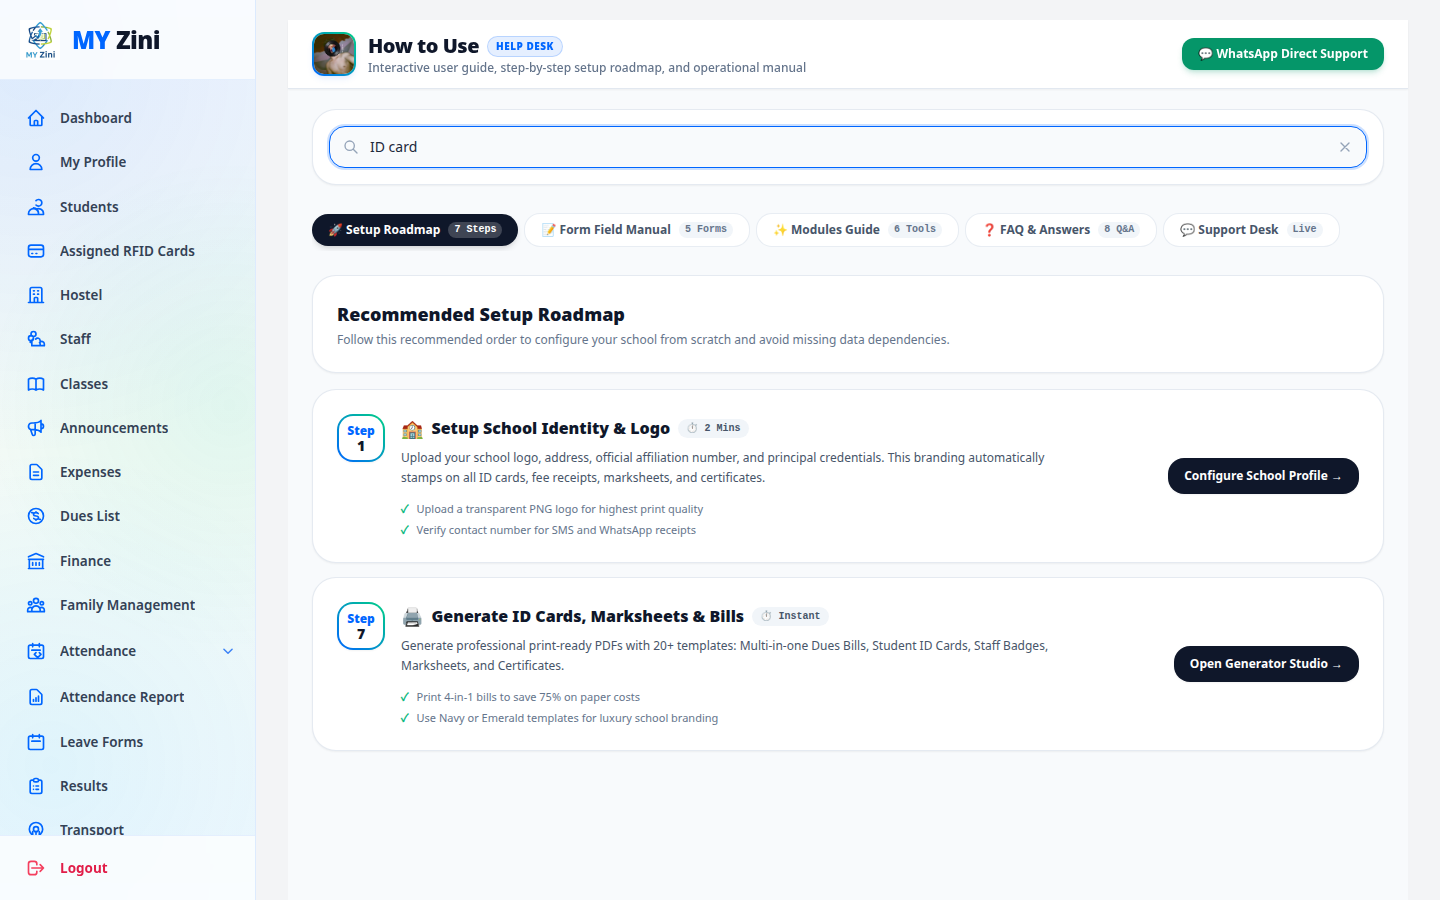 MY Zini
MY Zini
Dashboard
My Profile
Students
Assigned RFID Cards
Hostel
Staff
Classes
Announcements
Expenses
Dues List
Finance
Family Management
Attendance
Attendance Report
Leave Forms
Results
Transport
Logout
How to Use
HELP DESK
Interactive user guide, step-by-step setup roadmap, and operational manual
💬 WhatsApp Direct Support
ID card
🚀 Setup Roadmap 7 Steps
📝 Form Field Manual 5 Forms
✨ Modules Guide 6 Tools
❓ FAQ & Answers 8 Q&A
💬 Support Desk Live
Recommended Setup Roadmap
Follow this recommended order to configure your school from scratch and avoid missing data dependencies.
Step
1
🏫 Setup School Identity & Logo ⏱ 2 Mins
Upload your school logo, address, official affiliation number, and principal credentials. This branding automatically
stamps on all ID cards, fee receipts, marksheets, and certificates.
✓ Upload a transparent PNG logo for highest print quality
✓ Verify contact number for SMS and WhatsApp receipts
Configure School Profile →
Step
7
🖨 Generate ID Cards, Marksheets & Bills ⏱ Instant
Generate professional print-ready PDFs with 20+ templates: Multi-in-one Dues Bills, Student ID Cards, Staff Badges,
Marksheets, and Certificates.
✓ Print 4-in-1 bills to save 75% on paper costs
✓ Use Navy or Emerald templates for luxury school branding
Open Generator Studio →